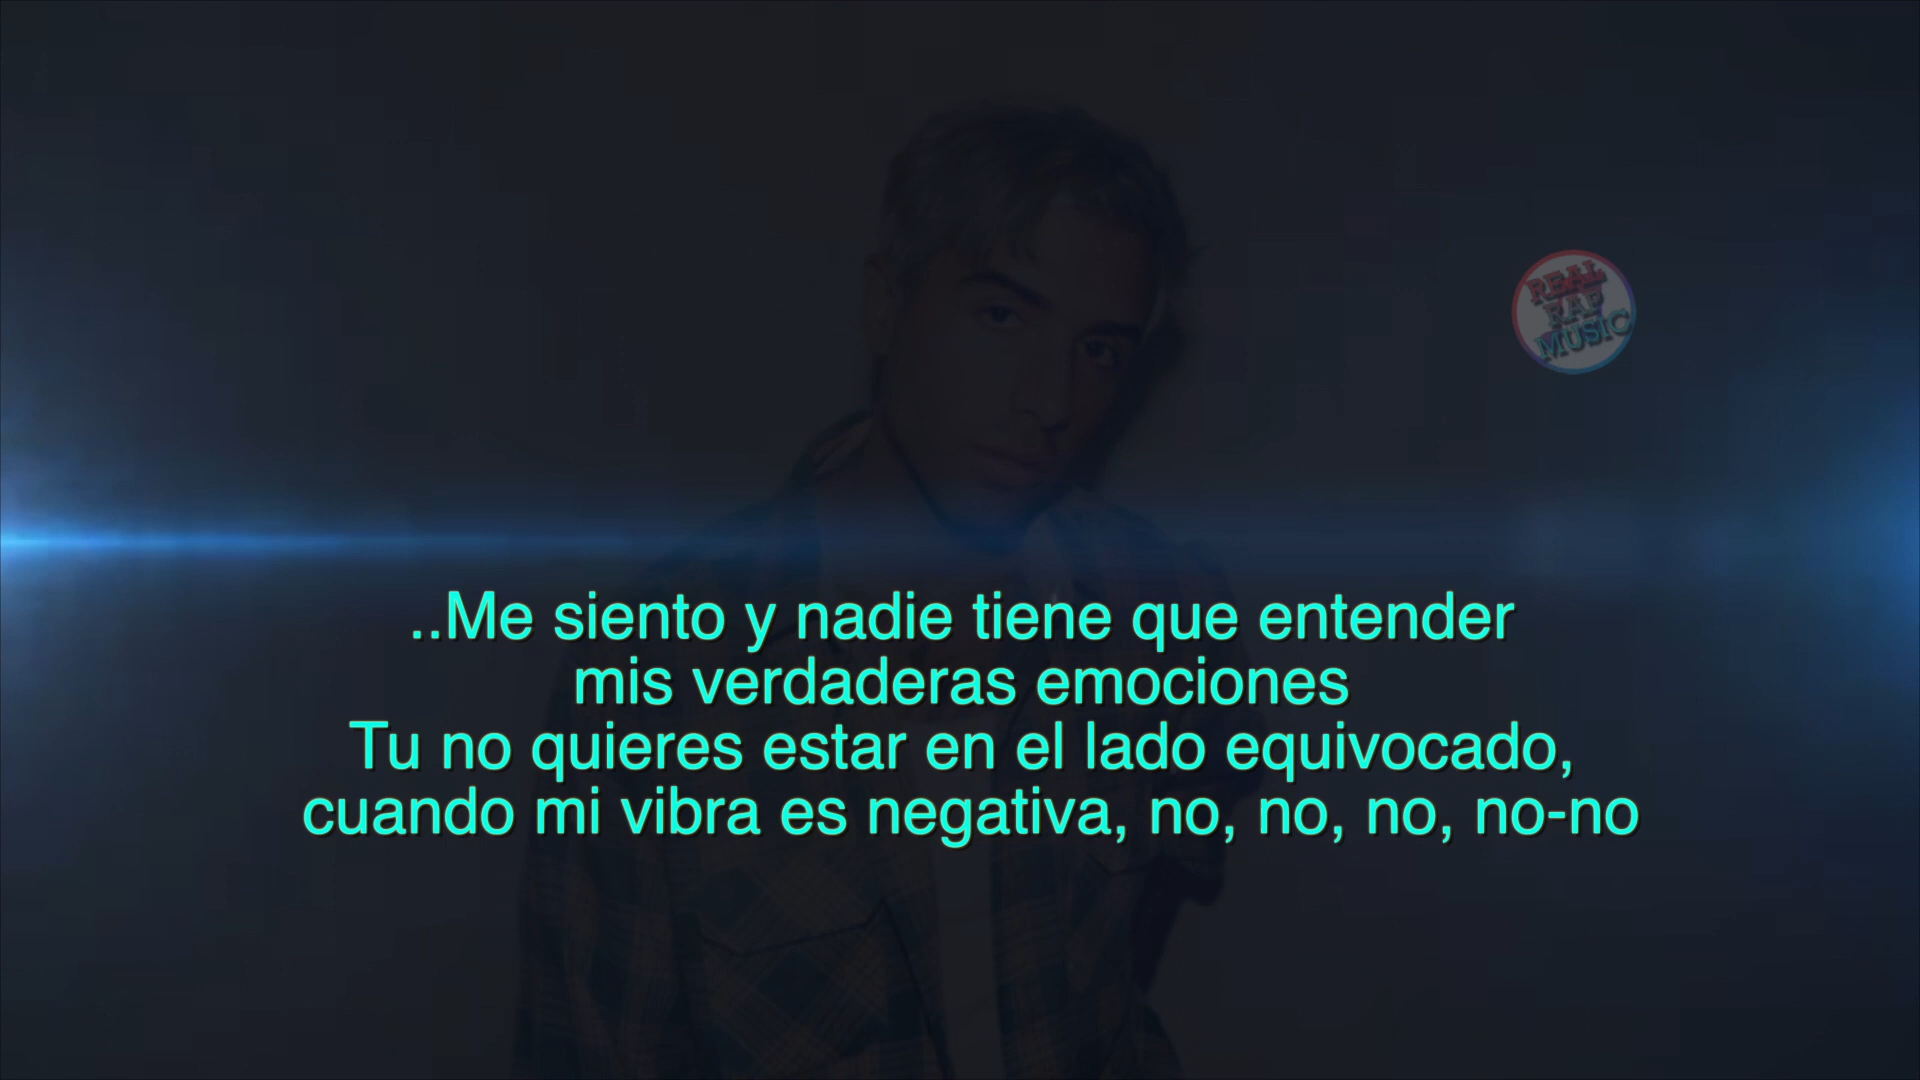 REAL
RAP
MUSIC
..Me siento y nadie tiene que entender
mis verdaderas emociones
Tu no quieres estar en el lado equivocado,
cuando mi vibra es negativa, no, no, no, no-no